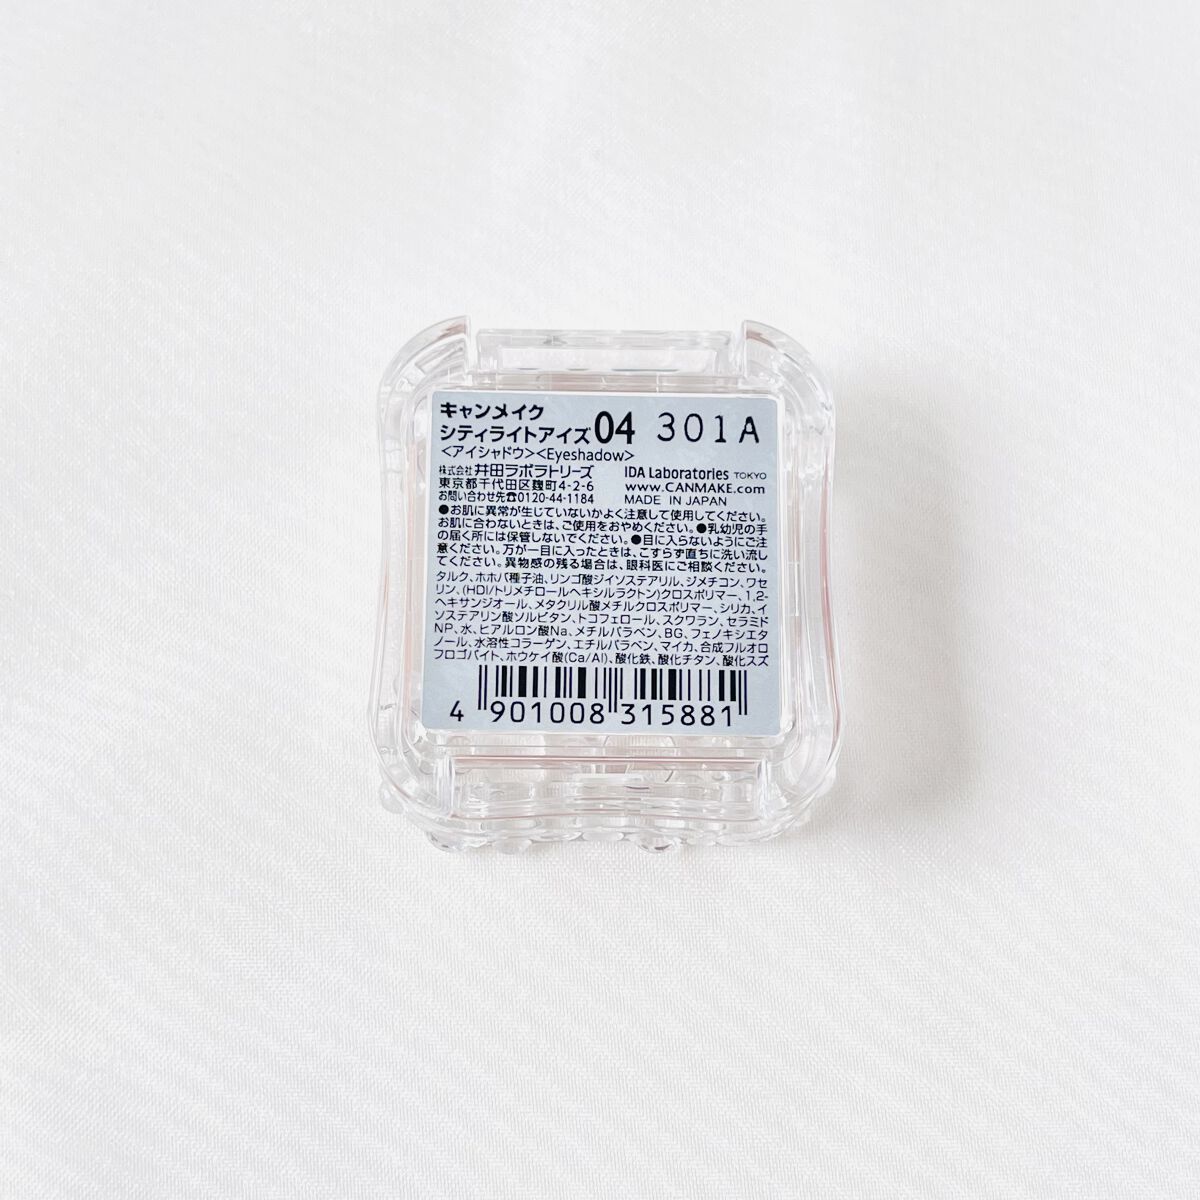 キャンメイク
シティライトアイズ04 301A
<アイシャドウ><Eyeshadow>
株式会社 井田ラボラトリーズ IDA Laboratories TOKYO
東京都千代田区麹町4-2-6 www.CANMAKE.com
お問い合わせ先☎0120-44-1184 MADE IN JAPAN
●お肌に異常が生じていないかよく注意して使用してください。
お肌に合わないときは、ご使用をおやめください。●乳幼児の手
の届く所には保管しないでください。●目に入らないようにご注
意ください。万が一目に入ったときは、こすらず直ちに洗い流し
てください。異物感の残る場合は、眼科医にご相談ください。
タルク、ホホバ種子油、リンゴ酸ジイソステアリル、ジメチコン、ワセ
リン、(HDI/トリメチロールヘキシルラクトン)クロスポリマー、1,2-
ヘキサンジオール、メタクリル酸メチルクロスポリマー、シリカ、イ
ソステアリン酸ソルビタン、トコフェロール、スクワラン、セラミド
NP、水、ヒアルロン酸Na、メチルパラベン、BG、フェノキシエタ
ノール、水溶性コラーゲン、エチルパラベン、マイカ、合成フルオロ
フロゴパイト、ホウケイ酸(Ca/Al)、酸化鉄、酸化チタン、酸化スズ
4 901008 315881